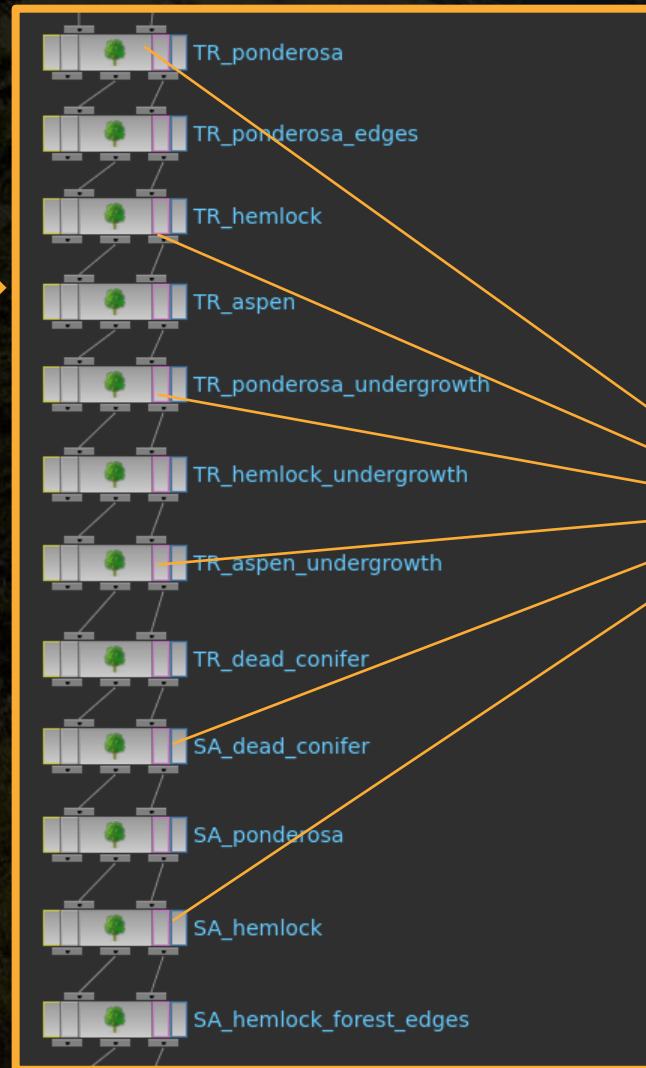 TR_ponderosa
TR_ponderosa_edges
TR_hemlock
TR_aspen
TR_ponderosa_undergrowth
TR_hemlock_undergrowth
TR_aspen_undergrowth
TR_dead_conifer
SA_dead_conifer
SA_ponderosa
SA_hemlock
SA_hemlock_forest_edges